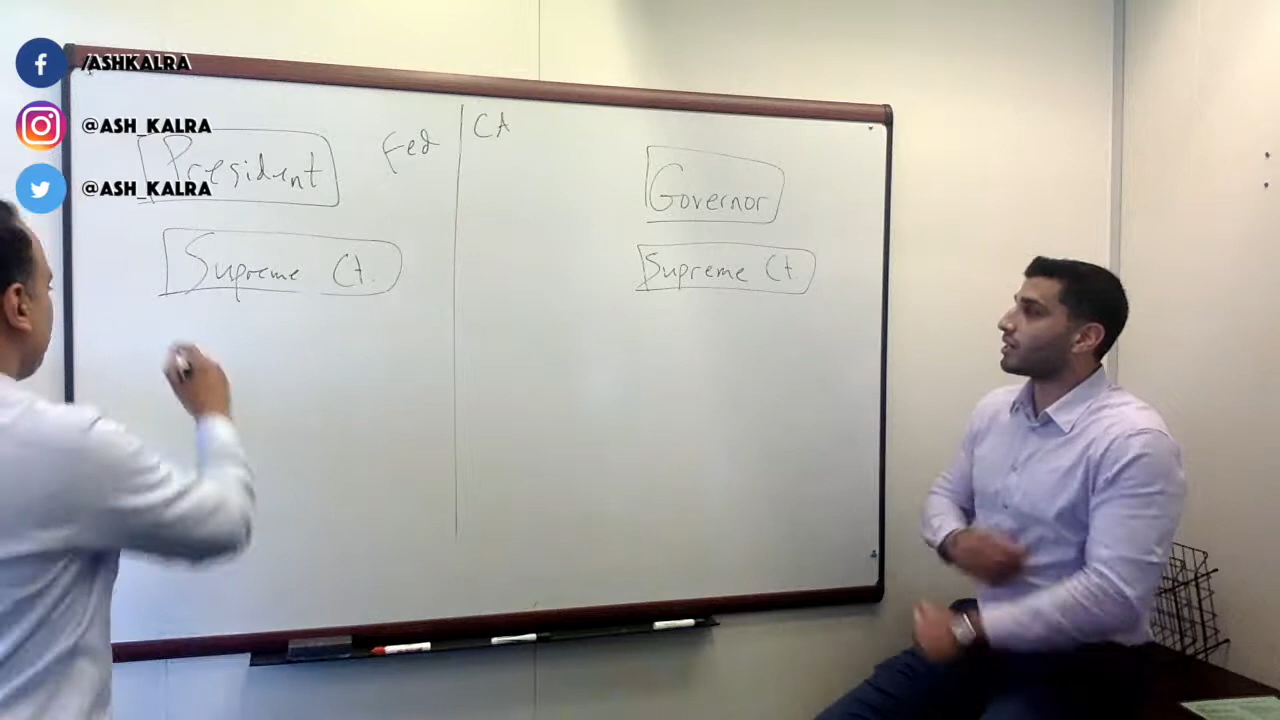 /ASHKALRA
@ASH_KALRA
@ASH_KALRA
President
Fed
Supreme Ct.
CA
Governor
Supreme Ct.